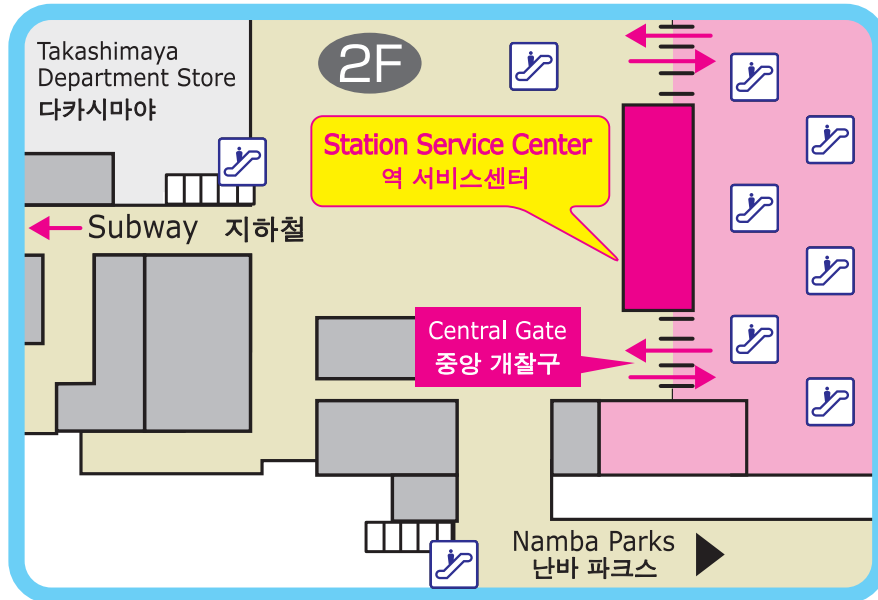 Takashimaya
Department Store
다카시마야
2F
Station Service Center
역 서비스센터
Subway 지하철
Central Gate
중앙 개찰구
Namba Parks
난바 파크스